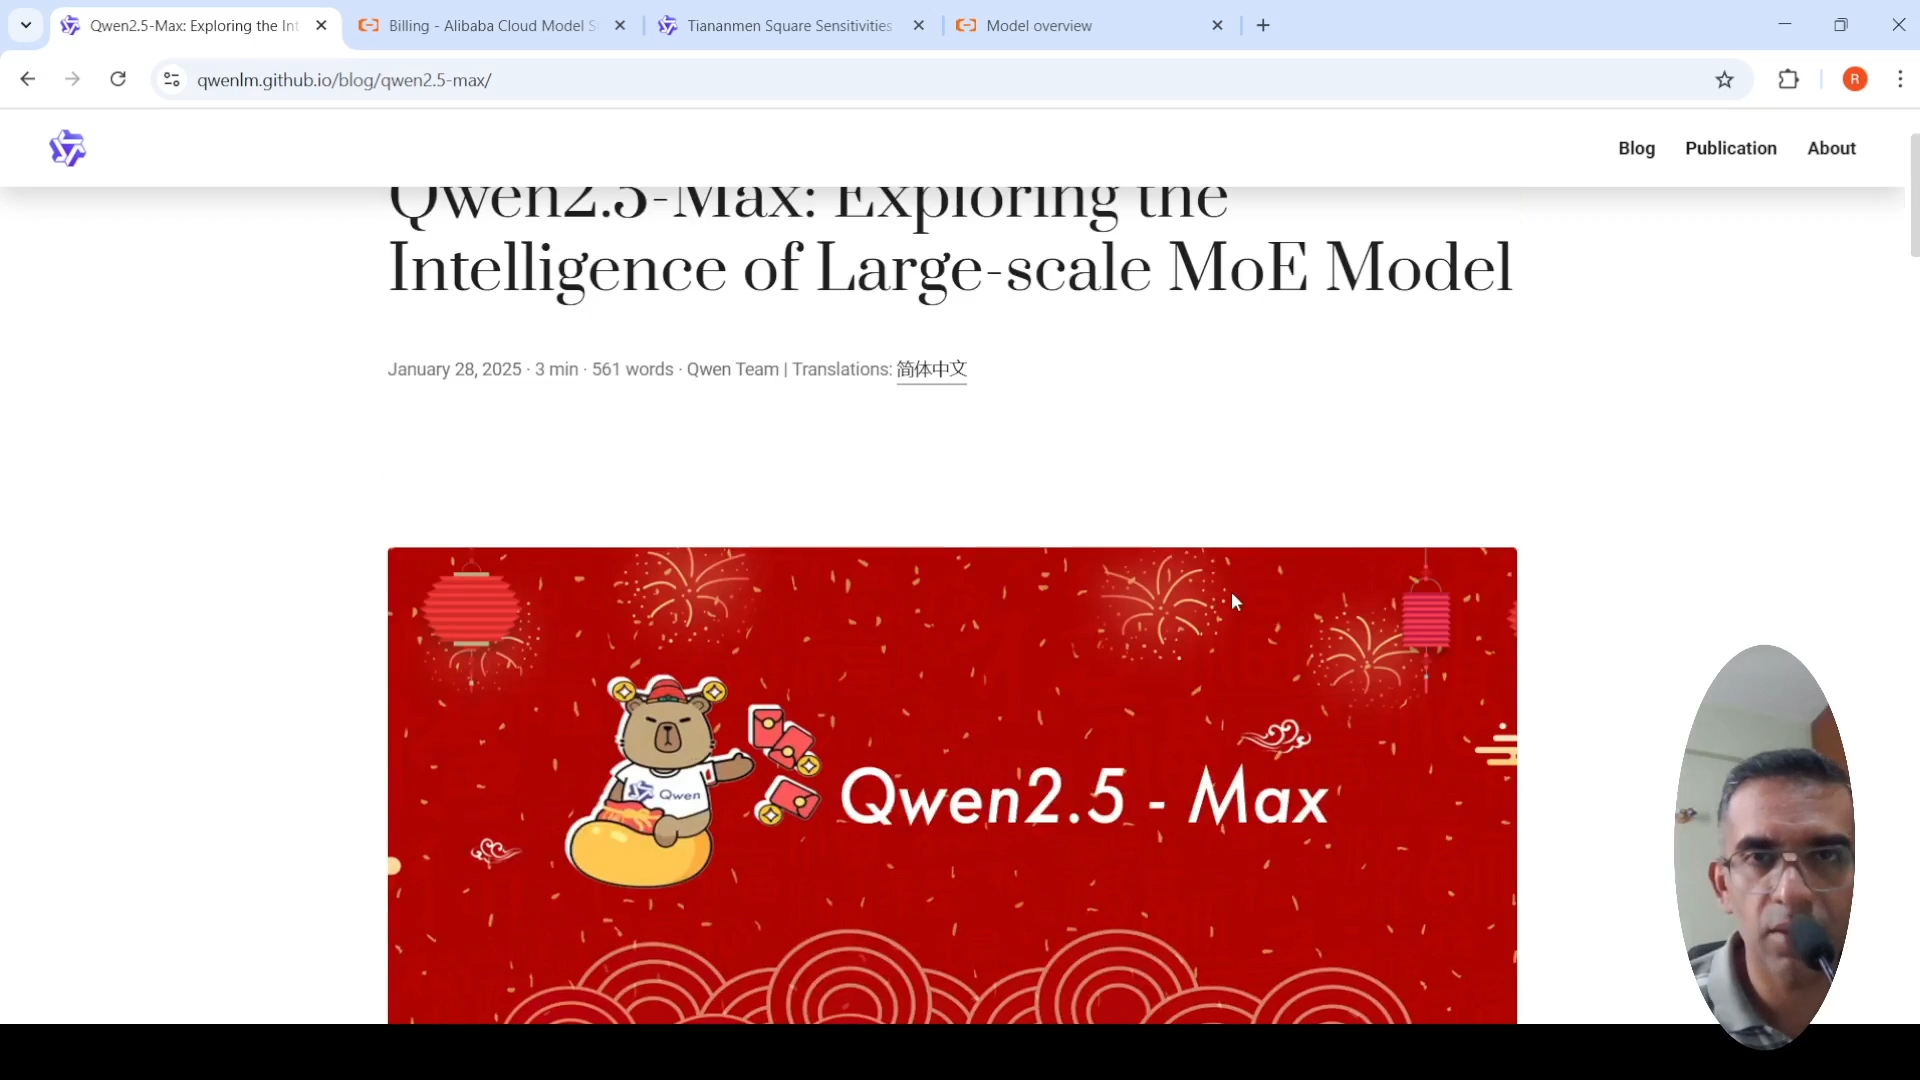 Qwen2.5-Max: Exploring the Int
Billing - Alibaba Cloud Model S
Tiananmen Square Sensitivities
Model overview
qwenlm.github.io/blog/qwen2.5-max/
R
Blog
Publication
About
Qwen2.5-Max: Exploring the
Intelligence of Large-scale MoE Model
January 28, 2025 · 3 min · 561 words · Qwen Team | Translations: 简体中文
Qwen
Qwen2.5 - Max